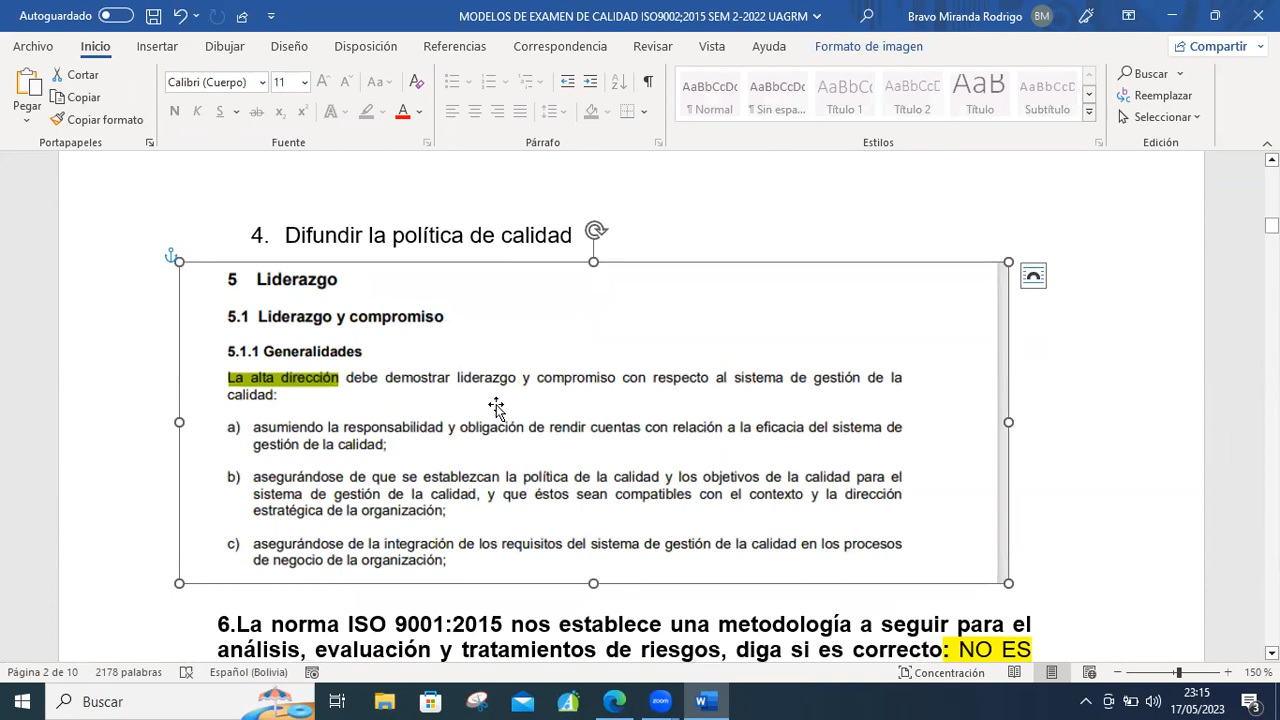 Autoguardado
MODELOS DE EXAMEN DE CALIDAD ISO9002;2015 SEM 2-2022 UAGRM
Bravo Miranda Rodrigo
BM
Archivo Inicio Insertar Dibujar Diseño Disposición Referencias Correspondencia Revisar Vista Ayuda Formato de imagen Compartir
Pegar
Cortar
Copiar
Copiar formato
Portapapeles
Calibri (Cuerpo) 11
N K S ab
Fuente
Párrafo
AaBbCcDc AaBbCcDc AaBbCc AaBbCcC AaB AaBbCcDc
¶ Normal ¶ Sin espa... Título 1 Título 2 Título Subtítulo
Estilos
Buscar
Reemplazar
Seleccionar
Edición
4. Difundir la política de calidad
5 Liderazgo
5.1 Liderazgo y compromiso
5.1.1 Generalidades
La alta dirección debe demostrar liderazgo y compromiso con respecto al sistema de gestión de la
calidad:
a) asumiendo la responsabilidad y obligación de rendir cuentas con relación a la eficacia del sistema de
gestión de la calidad;
b) asegurándose de que se establezcan la política de la calidad y los objetivos de la calidad para el
sistema de gestión de la calidad, y que éstos sean compatibles con el contexto y la dirección
estratégica de la organización;
c) asegurándose de la integración de los requisitos del sistema de gestión de la calidad en los procesos
de negocio de la organización;
6.La norma ISO 9001:2015 nos establece una metodología a seguir para el
análisis, evaluación y tratamientos de riesgos, diga si es correcto: NO ES
Página 2 de 10 2178 palabras Español (Bolivia) Concentración 150 %
Buscar
zoom
23:15
17/05/2023
3